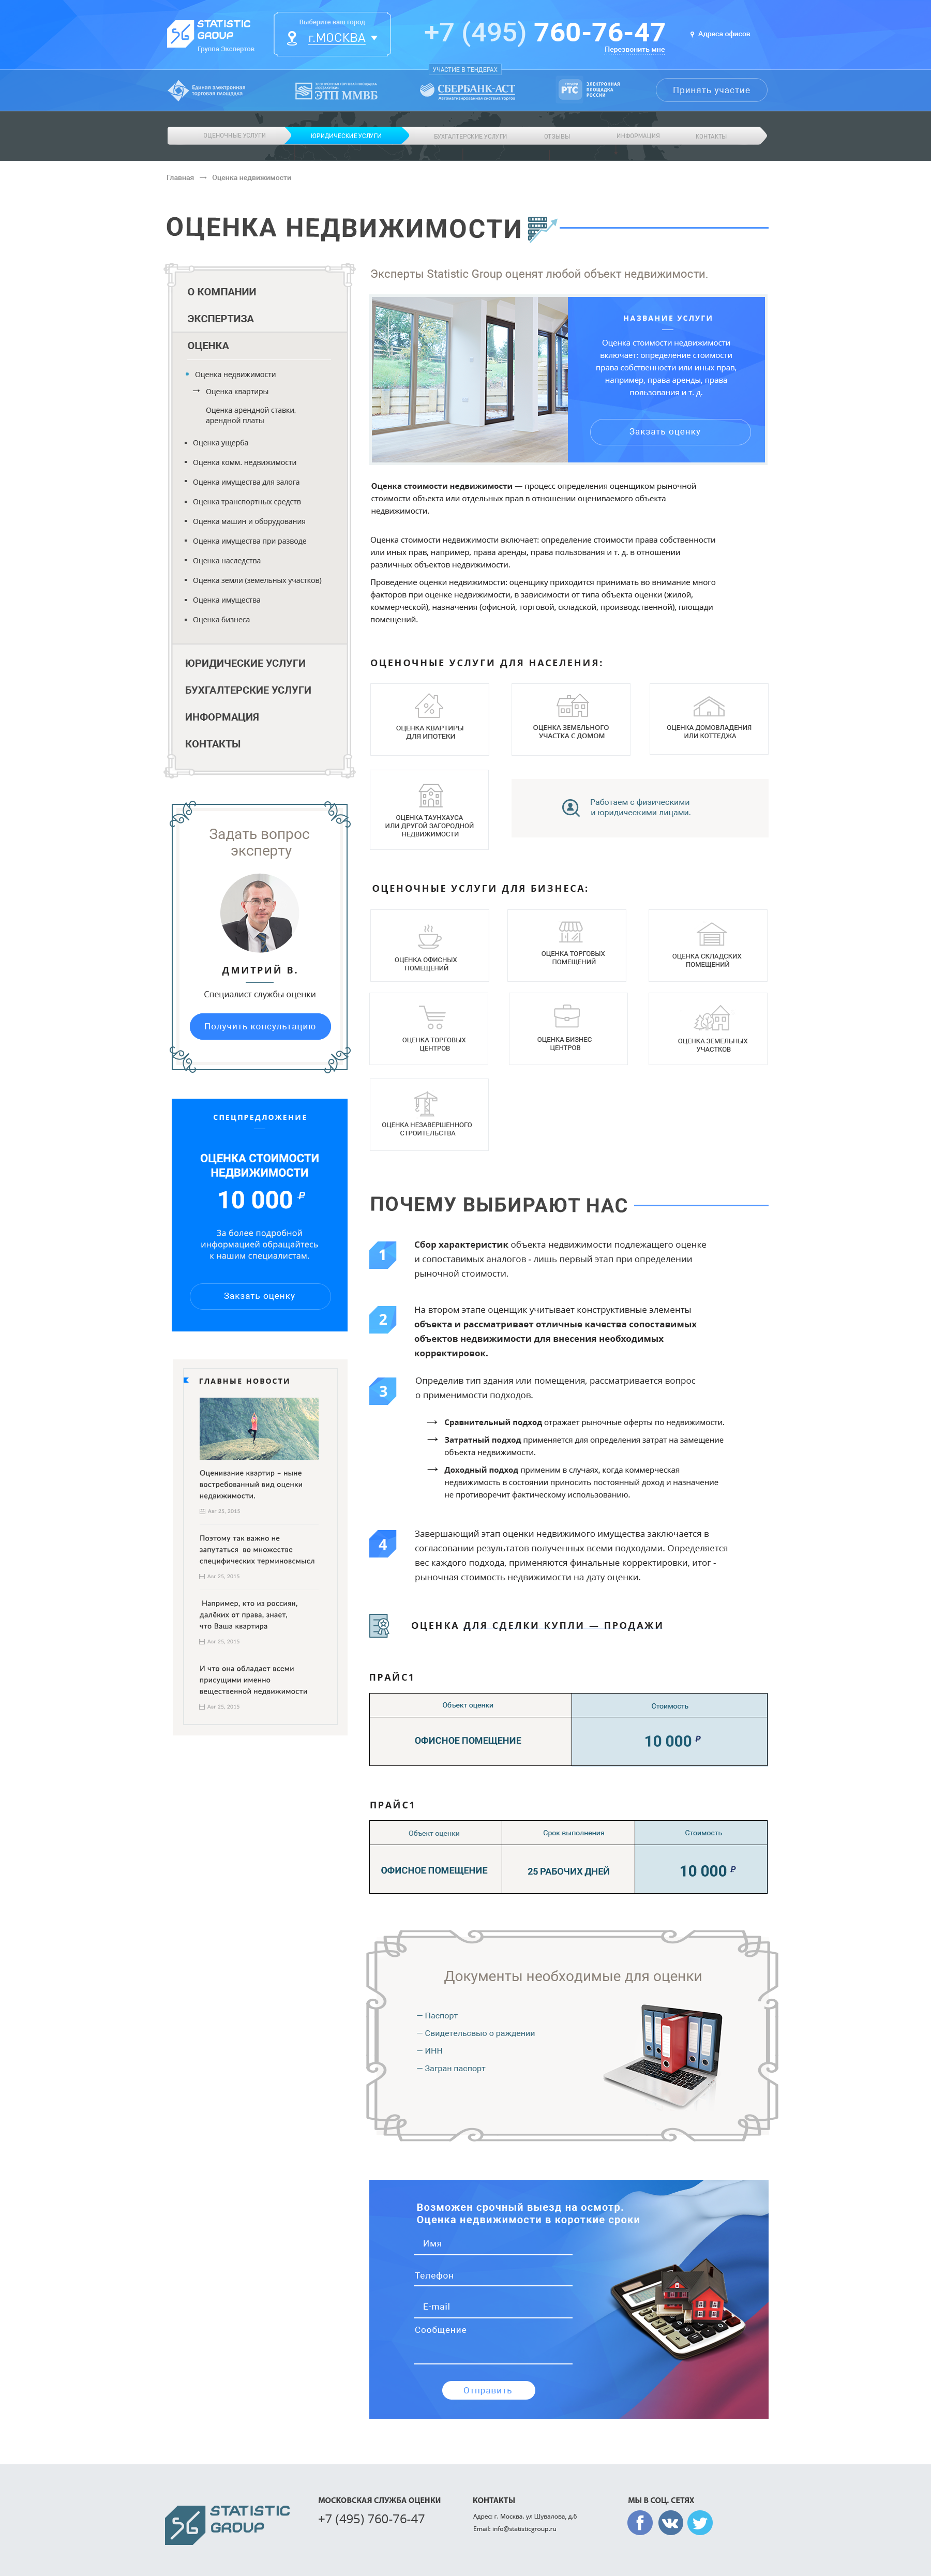 STATISTIC
GROUP
Группа Экспертов
Выберите ваш город
г.МОСКВА
+7 (495) 760-76-47
Перезвонить мне
Адреса офисов
УЧАСТИЕ В ТЕНДЕРАХ
Единая электронная
торговая площадка
ЭТП ММВБ
СБЕРБАНК-АСТ
Автоматизированная система торгов
РТС
ЭЛЕКТРОННАЯ
ПЛОЩАДКА
РОССИИ
Принять участие
ОЦЕНОЧНЫЕ УСЛУГИ
ЮРИДИЧЕСКИЕ УСЛУГИ
БУХГАЛТЕРСКИЕ УСЛУГИ
ОТЗЫВЫ
ИНФОРМАЦИЯ
КОНТАКТЫ
Главная → Оценка недвижимости
ОЦЕНКА НЕДВИЖИМОСТИ
О КОМПАНИИ
ЭКСПЕРТИЗА
ОЦЕНКА
Оценка недвижимости
→ Оценка квартиры
Оценка арендной ставки,
арендной платы
Оценка ущерба
Оценка комм. недвижимости
Оценка имущества для залога
Оценка транспортных средств
Оценка машин и оборудования
Оценка имущества при разводе
Оценка наследства
Оценка земли (земельных участков)
Оценка имущества
Оценка бизнеса
ЮРИДИЧЕСКИЕ УСЛУГИ
БУХГАЛТЕРСКИЕ УСЛУГИ
ИНФОРМАЦИЯ
КОНТАКТЫ
Задать вопрос
эксперту
ДМИТРИЙ В.
Специалист службы оценки
Получить консультацию
СПЕЦПРЕДЛОЖЕНИЕ
ОЦЕНКА СТОИМОСТИ
НЕДВИЖИМОСТИ
10 000 ₽
За более подробной
информацией обращайтесь
к нашим специалистам.
Закзать оценку
ГЛАВНЫЕ НОВОСТИ
Оценивание квартир – ныне
востребованный вид оценки
недвижимости.
Авг 25, 2015
Поэтому так важно не
запутаться во множестве
специфических терминовсмысл
Авг 25, 2015
Например, кто из россиян,
далёких от права, знает,
что Ваша квартира
Авг 25, 2015
И что она обладает всеми
присущими именно
вещественной недвижимости
Авг 25, 2015
Эксперты Statistic Group оценят любой объект недвижимости.
НАЗВАНИЕ УСЛУГИ
Оценка стоимости недвижимости
включает: определение стоимости
права собственности или иных прав,
например, права аренды, права
пользования и т. д.
Закзать оценку
Оценка стоимости недвижимости — процесс определения оценщиком рыночной
стоимости объекта или отдельных прав в отношении оцениваемого объекта
недвижимости.
Оценка стоимости недвижимости включает: определение стоимости права собственности
или иных прав, например, права аренды, права пользования и т. д. в отношении
различных объектов недвижимости.
Проведение оценки недвижимости: оценщику приходится принимать во внимание много
факторов при оценке недвижимости, в зависимости от типа объекта оценки (жилой,
коммерческой), назначения (офисной, торговой, складской, производственной), площади
помещений.
ОЦЕНОЧНЫЕ УСЛУГИ ДЛЯ НАСЕЛЕНИЯ:
ОЦЕНКА КВАРТИРЫ
ДЛЯ ИПОТЕКИ
ОЦЕНКА ЗЕМЕЛЬНОГО
УЧАСТКА С ДОМОМ
ОЦЕНКА ДОМОВЛАДЕНИЯ
ИЛИ КОТТЕДЖА
ОЦЕНКА ТАУНХАУСА
ИЛИ ДРУГОЙ ЗАГОРОДНОЙ
НЕДВИЖИМОСТИ
Работаем с физическими
и юридическими лицами.
ОЦЕНОЧНЫЕ УСЛУГИ ДЛЯ БИЗНЕСА:
ОЦЕНКА ОФИСНЫХ
ПОМЕЩЕНИЙ
ОЦЕНКА ТОРГОВЫХ
ПОМЕЩЕНИЙ
ОЦЕНКА СКЛАДСКИХ
ПОМЕЩЕНИЙ
ОЦЕНКА ТОРГОВЫХ
ЦЕНТРОВ
ОЦЕНКА БИЗНЕС
ЦЕНТРОВ
ОЦЕНКА ЗЕМЕЛЬНЫХ
УЧАСТКОВ
ОЦЕНКА НЕЗАВЕРШЕННОГО
СТРОИТЕЛЬСТВА
ПОЧЕМУ ВЫБИРАЮТ НАС
1
Сбор характеристик объекта недвижимости подлежащего оценке
и сопоставимых аналогов - лишь первый этап при определении
рыночной стоимости.
2
На втором этапе оценщик учитывает конструктивные элементы
объекта и рассматривает отличные качества сопоставимых
объектов недвижимости для внесения необходимых
корректировок.
3
Определив тип здания или помещения, рассматривается вопрос
о применимости подходов.
→ Сравнительный подход отражает рыночные оферты по недвижимости.
→ Затратный подход применяется для определения затрат на замещение
объекта недвижимости.
→ Доходный подход применим в случаях, когда коммерческая
недвижимость в состоянии приносить постоянный доход и назначение
не противоречит фактическому использованию.
4
Завершающий этап оценки недвижимого имущества заключается в
согласовании результатов полученных всеми подходами. Определяется
вес каждого подхода, применяются финальные корректировки, итог -
рыночная стоимость недвижимости на дату оценки.
ОЦЕНКА ДЛЯ СДЕЛКИ КУПЛИ — ПРОДАЖИ
ПРАЙС1
Объект оценки
Стоимость
ОФИСНОЕ ПОМЕЩЕНИЕ
10 000 ₽
ПРАЙС1
Объект оценки
Срок выполнения
Стоимость
ОФИСНОЕ ПОМЕЩЕНИЕ
25 РАБОЧИХ ДНЕЙ
10 000 ₽
Документы необходимые для оценки
— Паспорт
— Свидетельсвыо о раждении
— ИНН
— Загран паспорт
Возможен срочный выезд на осмотр.
Оценка недвижимости в короткие сроки
Имя
Телефон
E-mail
Сообщение
Отправить
STATISTIC
GROUP
МОСКОВСКАЯ СЛУЖБА ОЦЕНКИ
+7 (495) 760-76-47
КОНТАКТЫ
Адрес: г. Москва. ул Шувалова, д.6
Email: info@statisticgroup.ru
МЫ В СОЦ. СЕТЯХ